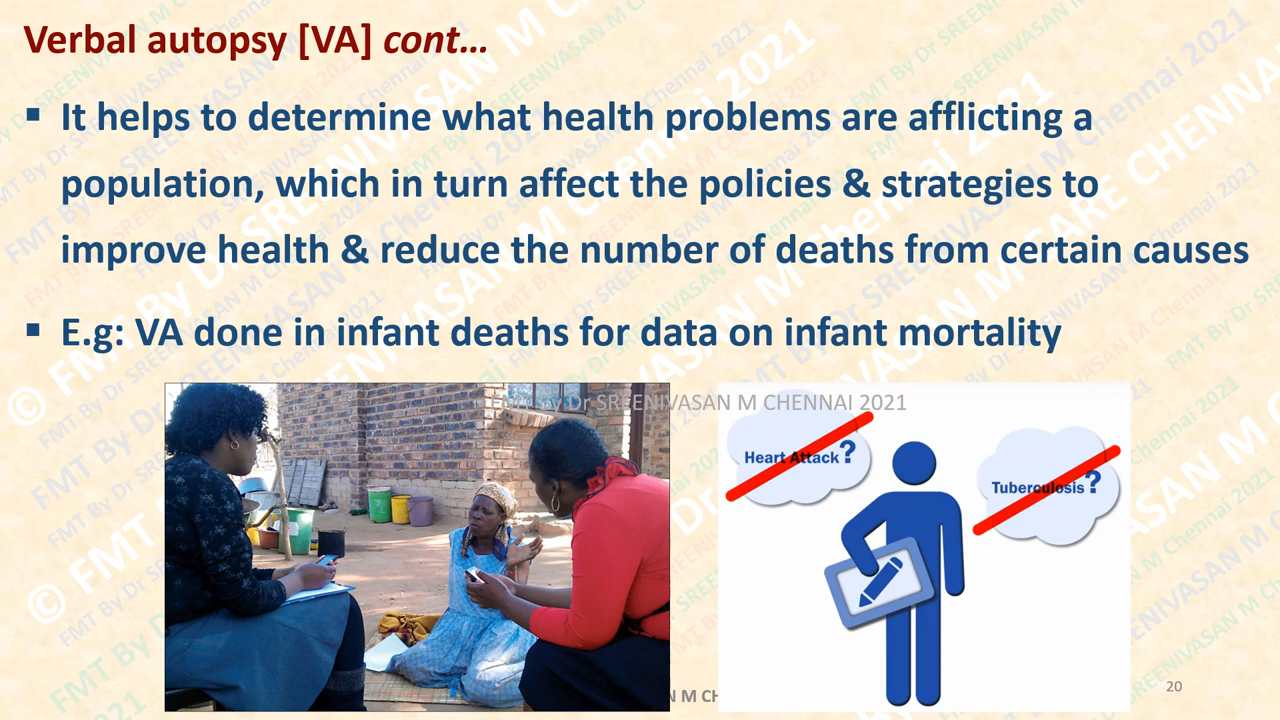 Verbal autopsy [VA] cont…
▪ It helps to determine what health problems are afflicting a
population, which in turn affect the policies & strategies to
improve health & reduce the number of deaths from certain causes
▪ E.g: VA done in infant deaths for data on infant mortality
FMT By Dr SREENIVASAN M CHENNAI 2021
Heart Attack?
Tuberculosis?
N M CH
20